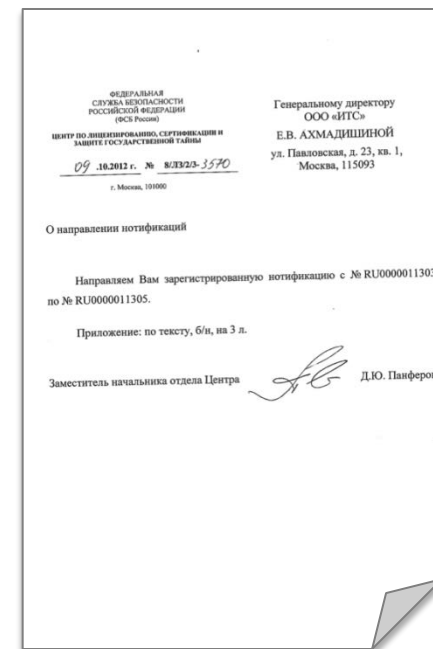 ФЕДЕРАЛЬНАЯ
СЛУЖБА БЕЗОПАСНОСТИ
РОССИЙСКОЙ ФЕДЕРАЦИИ
(ФСБ России)
ЦЕНТР ПО ЛИЦЕНЗИРОВАНИЮ, СЕРТИФИКАЦИИ И
ЗАЩИТЕ ГОСУДАРСТВЕННОЙ ТАЙНЫ
09 .10.2012 г. № 8/ЛЗ/2/3-3570
г. Москва, 101000
Генеральному директору
ООО «ИТС»
Е.В. АХМАДИШИНОЙ
ул. Павловская, д. 23, кв. 1,
Москва, 115093
О направлении нотификаций
Направляем Вам зарегистрированную нотификацию с № RU0000011303
по № RU0000011305.
Приложение: по тексту, б/н, на 3 л.
Заместитель начальника отдела Центра
Д.Ю. Панферов